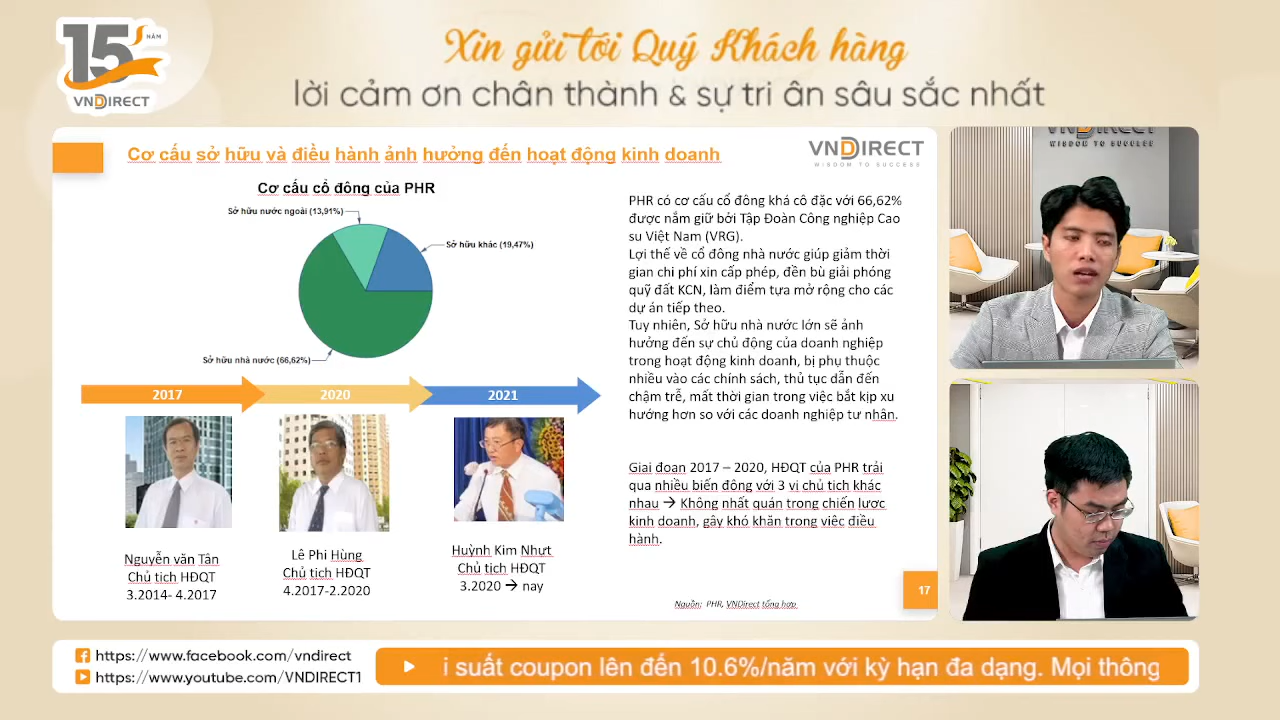 15 NĂM
VNDIRECT
Xin gửi tới Quý Khách hàng
lời cảm ơn chân thành & sự tri ân sâu sắc nhất
Cơ cấu sở hữu và điều hành ảnh hưởng đến hoạt động kinh doanh
VNDIRECT
WISDOM TO SUCCESS
Cơ cấu cổ đông của PHR
Sở hữu nước ngoài (13,91%)
Sở hữu khác (19,47%)
Sở hữu nhà nước (66,62%)
2017
2020
2021
Nguyễn văn Tân
Chủ tịch HĐQT
3.2014- 4.2017
Lê Phi Hùng
Chủ tịch HĐQT
4.2017-2.2020
Huỳnh Kim Nhựt
Chủ tịch HĐQT
3.2020 → nay
PHR có cơ cấu cổ đông khá cô đặc với 66,62%
được nắm giữ bởi Tập Đoàn Công nghiệp Cao
su Việt Nam (VRG).
Lợi thế về cổ đông nhà nước giúp giảm thời
gian chi phí xin cấp phép, đền bù giải phóng
quỹ đất KCN, làm điểm tựa mở rộng cho các
dự án tiếp theo.
Tuy nhiên, Sở hữu nhà nước lớn sẽ ảnh
hưởng đến sự chủ động của doanh nghiệp
trong hoạt động kinh doanh, bị phụ thuộc
nhiều vào các chính sách, thủ tục dẫn đến
chậm trễ, mất thời gian trong việc bắt kịp xu
hướng hơn so với các doanh nghiệp tư nhân.
Giai đoạn 2017 – 2020, HĐQT của PHR trải
qua nhiều biến động với 3 vị chủ tịch khác
nhau → Không nhất quán trong chiến lược
kinh doanh, gây khó khăn trong việc điều
hành.
Nguồn: PHR, VNDirect tổng hợp
17
VNDIRECT
WISDOM TO SUCCESS
https://www.facebook.com/vndirect
https://www.youtube.com/VNDIRECT1
i suất coupon lên đến 10.6%/năm với kỳ hạn đa dạng. Mọi thông